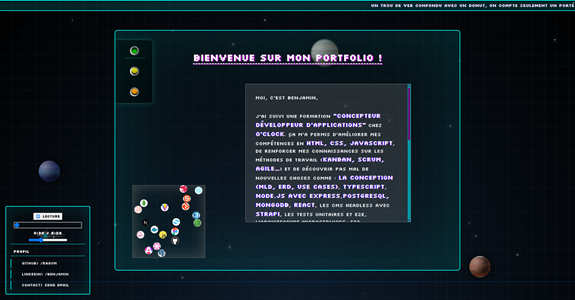 UN TROU DE VER CONFONDU AVEC UN DONUT, ON COMPTE SEULEMENT UN PORTÉ
BIENVENUE SUR MON PORTFOLIO !
MOI, C'EST BENJAMIN,
J'AI SUIVI UNE FORMATION "CONCEPTEUR
DÉVELOPPEUR D'APPLICATIONS" CHEZ
O'CLOCK. ÇA M'A PERMIS D'AMÉLIORER MES
COMPÉTENCES EN HTML, CSS, JAVASCRIPT,
DE RENFORCER MES CONNAISSANCES SUR LES
MÉTHODES DE TRAVAIL (KANBAN, SCRUM,
AGILE...) ET DE DÉCOUVRIR PAS MAL DE
NOUVELLES CHOSES COMME : LA CONCEPTION
(MLD, ERD, USE CASES), TYPESCRIPT,
NODE.JS AVEC EXPRESS,POSTGRESQL,
MONGODB, REACT, LES CMS HEADLESS AVEC
STRAPI, LES TESTS UNITAIRES ET E2E,
LECTURE
PROFIL
GITHUB: /KAGUM
LINKEDIN: /BENJAMIN
CONTACT: SEND EMAIL